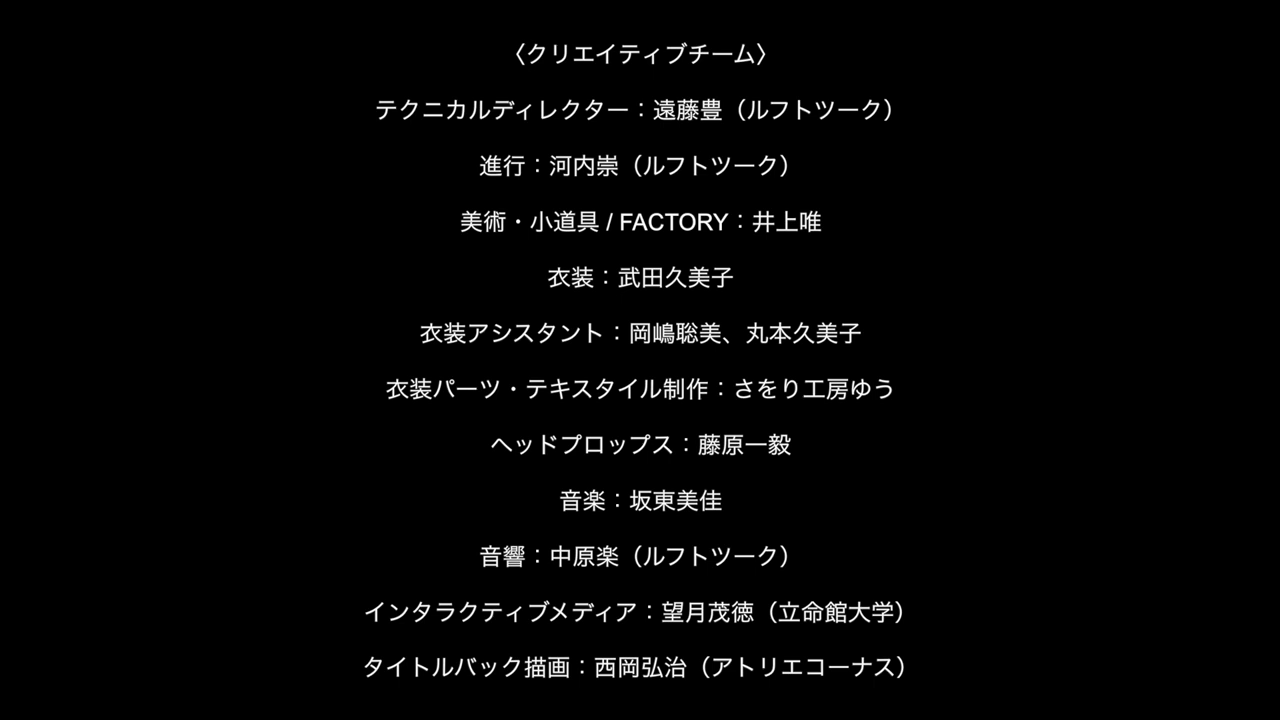 〈クリエイティブチーム〉
テクニカルディレクター：遠藤豊（ルフトツーク）
進行：河内崇（ルフトツーク）
美術・小道具 / FACTORY：井上唯
衣装：武田久美子
衣装アシスタント：岡嶋聡美、丸本久美子
衣装パーツ・テキスタイル制作：さをり工房ゆう
ヘッドプロップス：藤原一毅
音楽：坂東美佳
音響：中原楽（ルフトツーク）
インタラクティブメディア：望月茂徳（立命館大学）
タイトルバック描画：西岡弘治（アトリエコーナス）